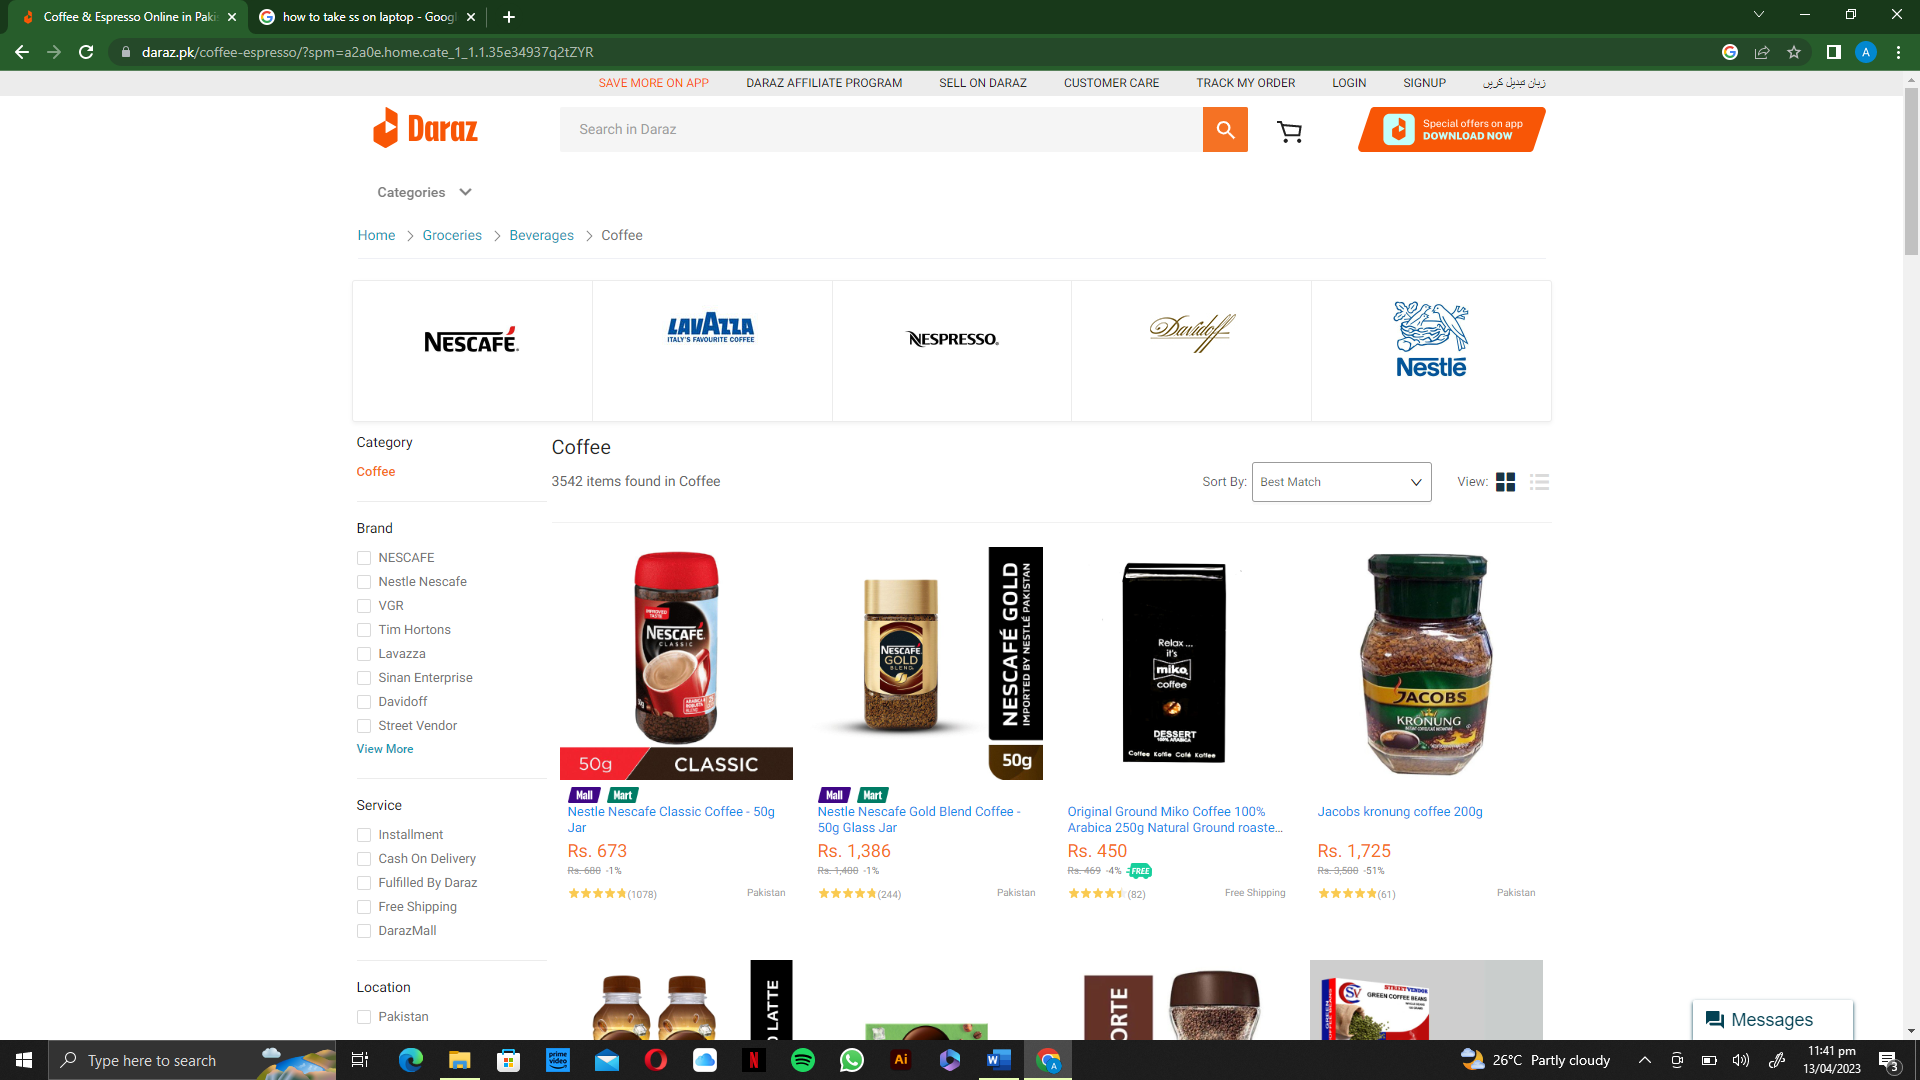 Coffee & Espresso Online in Paki
how to take ss on laptop - Googl
daraz.pk/coffee-espresso/?spm=a2a0e.home.cate_1_1.1.35e34937q2tZYR
A
SAVE MORE ON APP
DARAZ AFFILIATE PROGRAM
SELL ON DARAZ
CUSTOMER CARE
TRACK MY ORDER
LOGIN
SIGNUP
زبان تبدیل کریں
Daraz
Search in Daraz
Special offers on app
DOWNLOAD NOW
Categories
Home > Groceries > Beverages > Coffee
NESCAFÉ.
LAVAZZA
ITALY'S FAVOURITE COFFEE
NESPRESSO.
Davidoff
Nestlé
Category
Coffee
Coffee
3542 items found in Coffee
Sort By: Best Match
View:
Brand
NESCAFE
Nestle Nescafe
VGR
Tim Hortons
Lavazza
Sinan Enterprise
Davidoff
Street Vendor
View More
Service
Installment
Cash On Delivery
Fulfilled By Daraz
Free Shipping
DarazMall
Location
Pakistan
IMPROVED TASTE
NESCAFÉ
CLASSIC
50g CLASSIC
Mall Mart
Nestle Nescafe Classic Coffee - 50g
Jar
Rs. 673
Rs. 680 -1%
(1078)
Pakistan
NESCAFÉ
GOLD
BLEND
NESCAFÉ GOLD
IMPORTED BY NESTLÉ PAKISTAN
50g
Mall Mart
Nestle Nescafe Gold Blend Coffee -
50g Glass Jar
Rs. 1,386
Rs. 1,400 -1%
(244)
Pakistan
Relax ...
it's
miko
coffee
DESSERT
100% ARABICA
Coffee Koffie Café Kaffee
Original Ground Miko Coffee 100%
Arabica 250g Natural Ground roaste...
Rs. 450
Rs. 469 -4% FREE
(82)
Free Shipping
JACOBS
KRÖNUNG
Jacobs kronung coffee 200g
Rs. 1,725
Rs. 3,500 -51%
(61)
Pakistan
LATTE
ORTE
SV
STREET VENDOR
GREEN COFFEE BEANS
GREEN
Messages
Type here to search
prime
video
N
Ai
W
A
26°C Partly cloudy
11:41 pm
13/04/2023
3